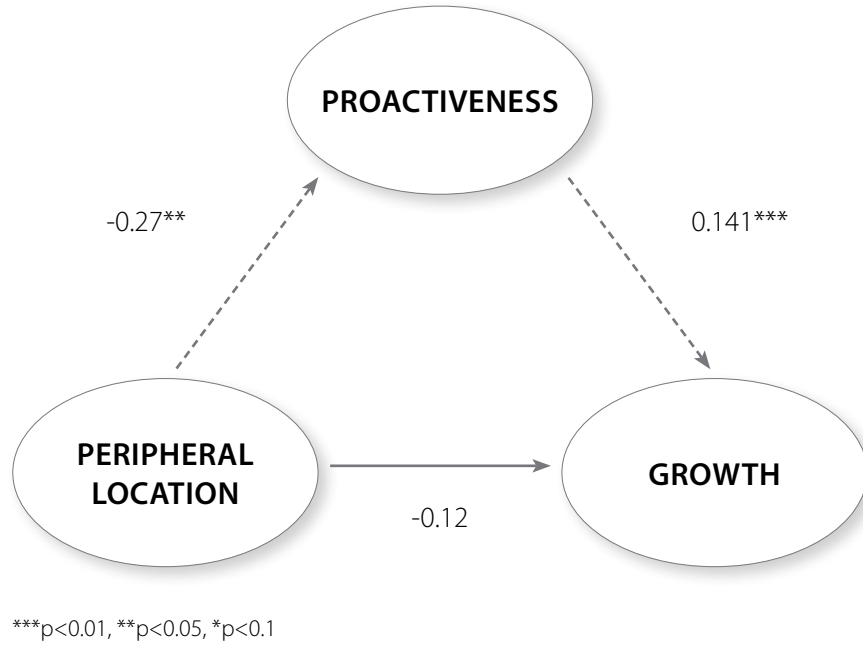 PROACTIVENESS
-0.27**
0.141***
PERIPHERAL
LOCATION
GROWTH
-0.12
***p<0.01, **p<0.05, *p<0.1